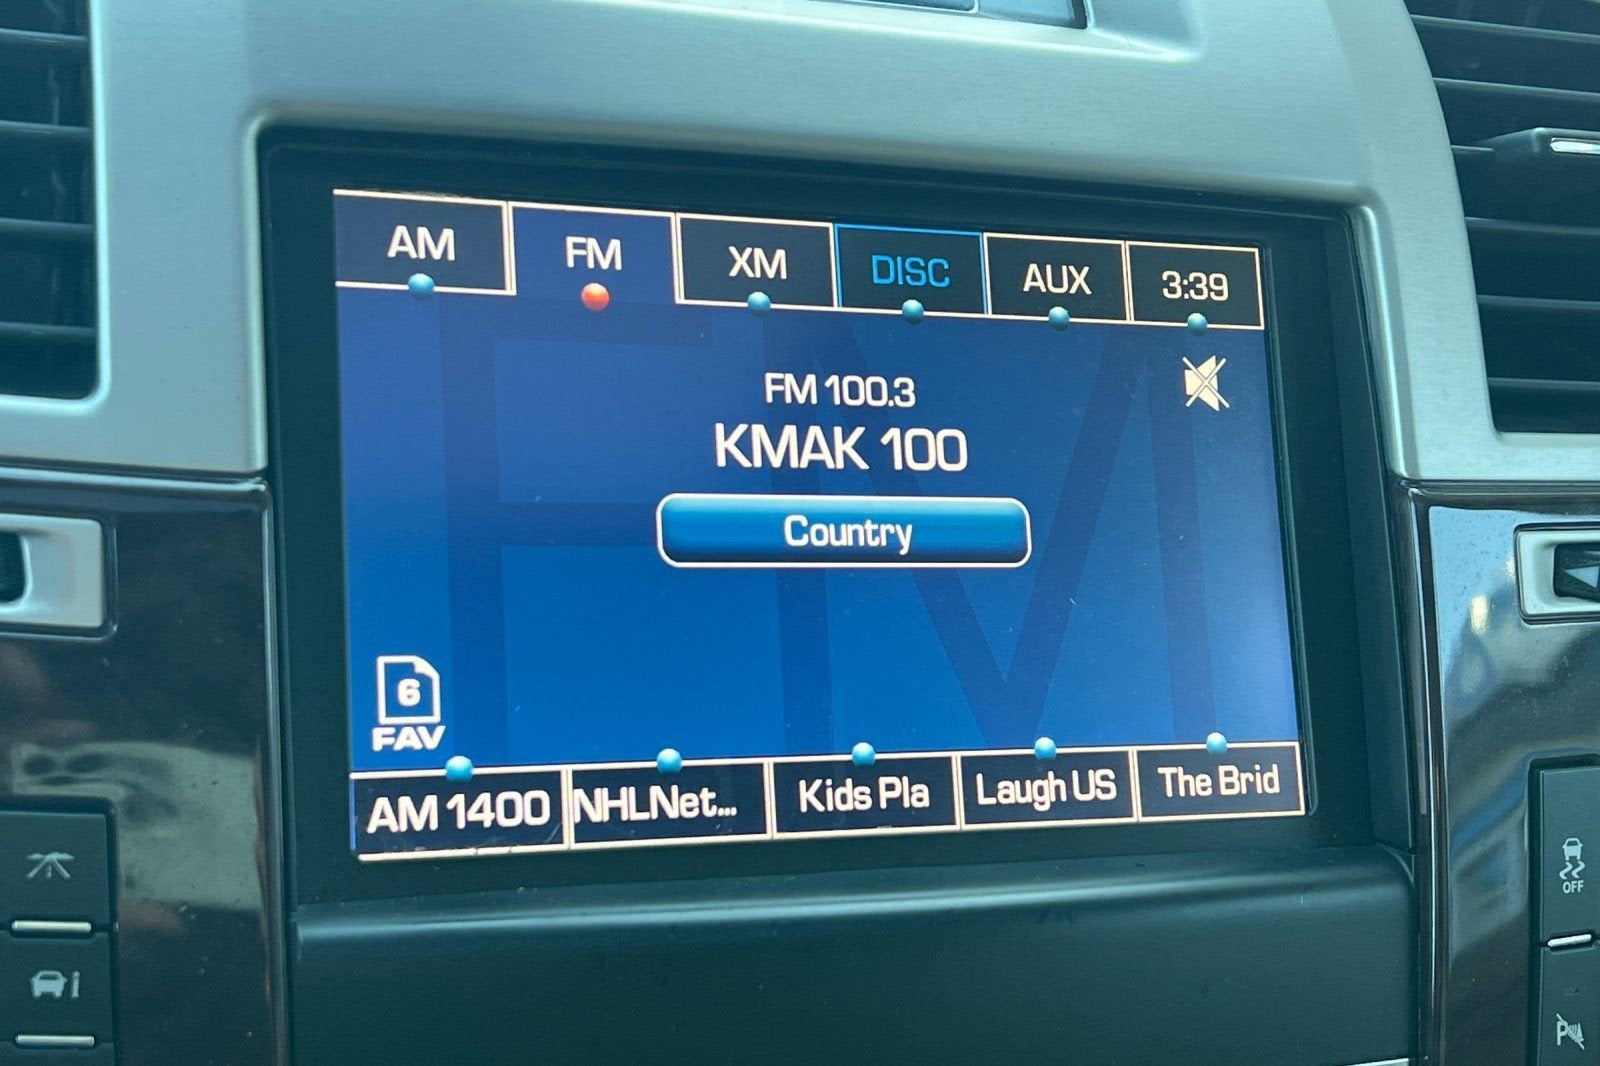 AM FM XM DISC AUX 3:39
FM 100.3
KMAK 100
Country
6
FAV
AM 1400 NHLNet... Kids Pla Laugh US The Brid
i
OFF
P